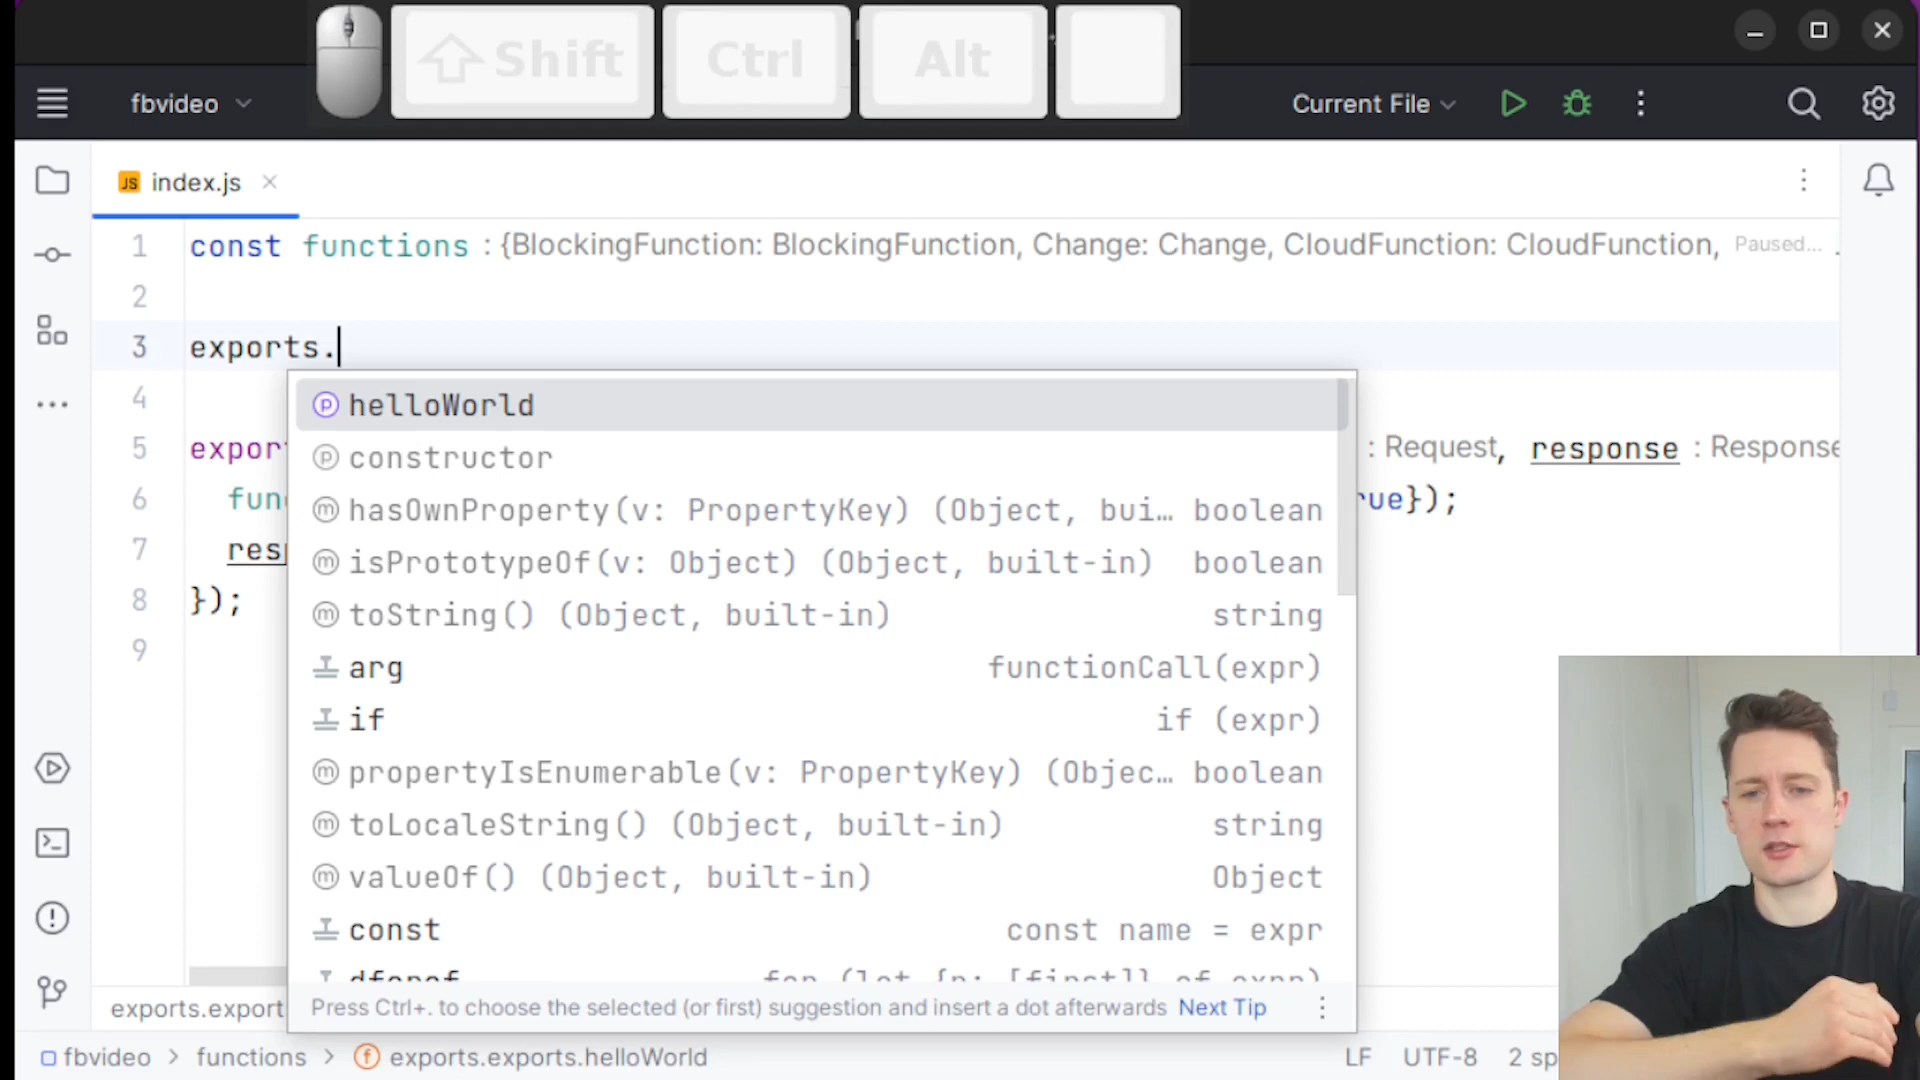 Shift Ctrl Alt
fbvideo
Current File
JS index.js
1 const functions : {BlockingFunction: BlockingFunction, Change: Change, CloudFunction: CloudFunction, Paused...
2
3 exports.
4
5 expor : Request, response : Response
6 fun rue});
7 resp
8 });
9
helloWorld
constructor
hasOwnProperty(v: PropertyKey) (Object, bui… boolean
isPrototypeOf(v: Object) (Object, built-in) boolean
toString() (Object, built-in) string
arg functionCall(expr)
if if (expr)
propertyIsEnumerable(v: PropertyKey) (Objec… boolean
toLocaleString() (Object, built-in) string
valueOf() (Object, built-in) Object
const const name = expr
Press Ctrl+. to choose the selected (or first) suggestion and insert a dot afterwards Next Tip
exports.export
fbvideo > functions > exports.exports.helloWorld LF UTF-8 2 sp